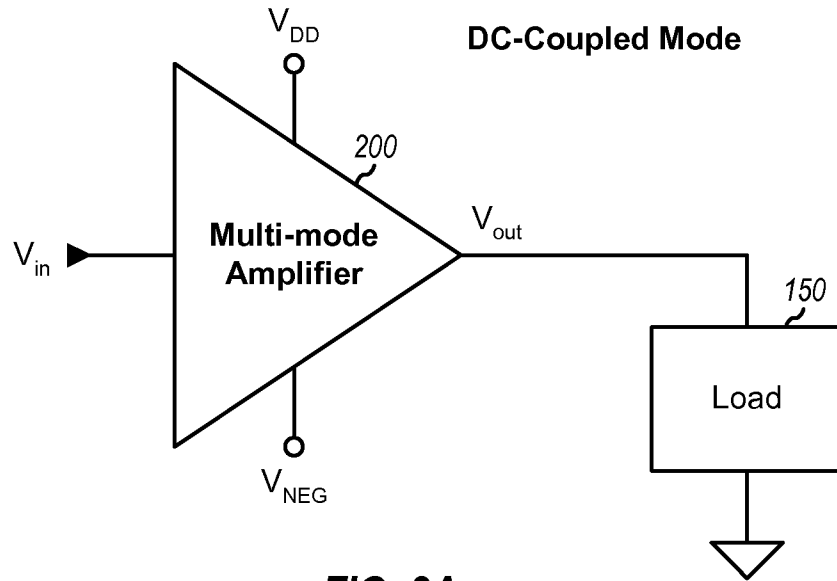 V_DD
DC-Coupled Mode
200
Multi-mode
Amplifier
V_in
V_out
150
Load
V_NEG